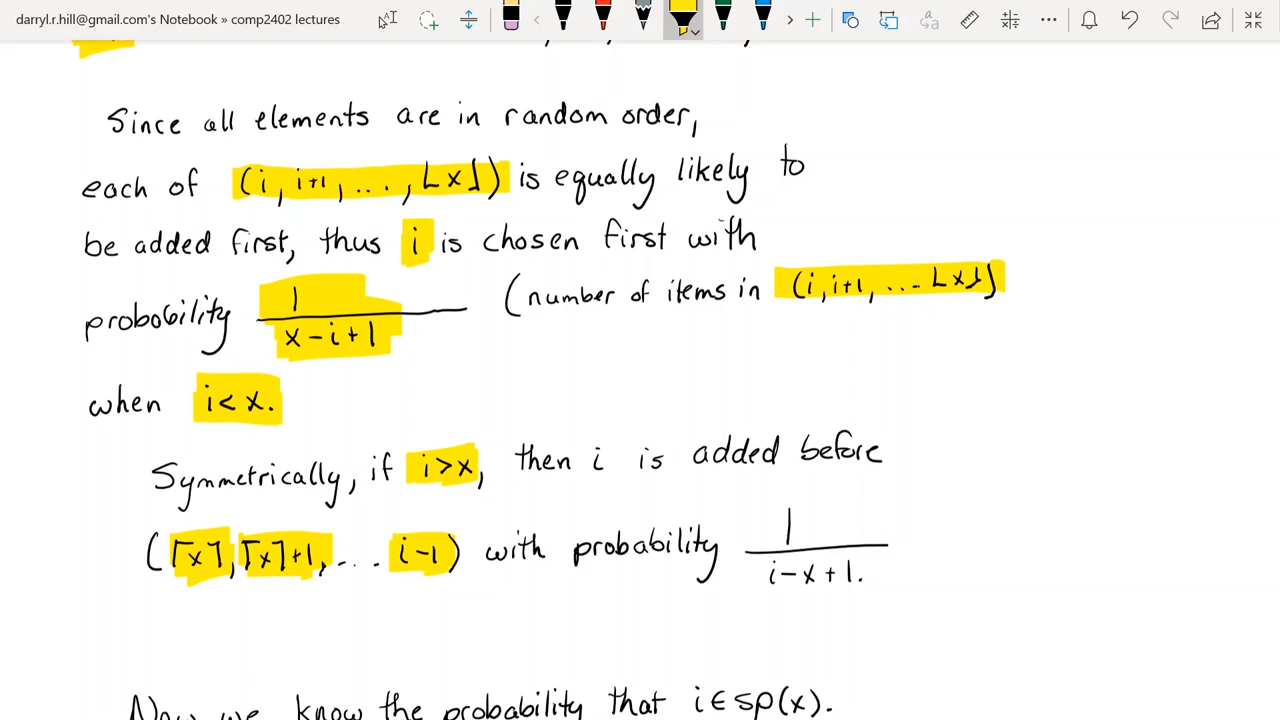 darryl.r.hill@gmail.com's Notebook » comp2402 lectures
Since all elements are in random order,
each of (i, i+1, ..., ⌊x⌋) is equally likely to
be added first, thus i is chosen first with
probability 1/(x-i+1) (number of items in (i, i+1, ... ⌊x⌋)
when i < x.
Symmetrically, if i > x, then i is added before
(⌈x⌉, ⌈x⌉+1, ... i-1) with probability 1/(i-x+1).
Now we know the probability that i ∈ sp(x).